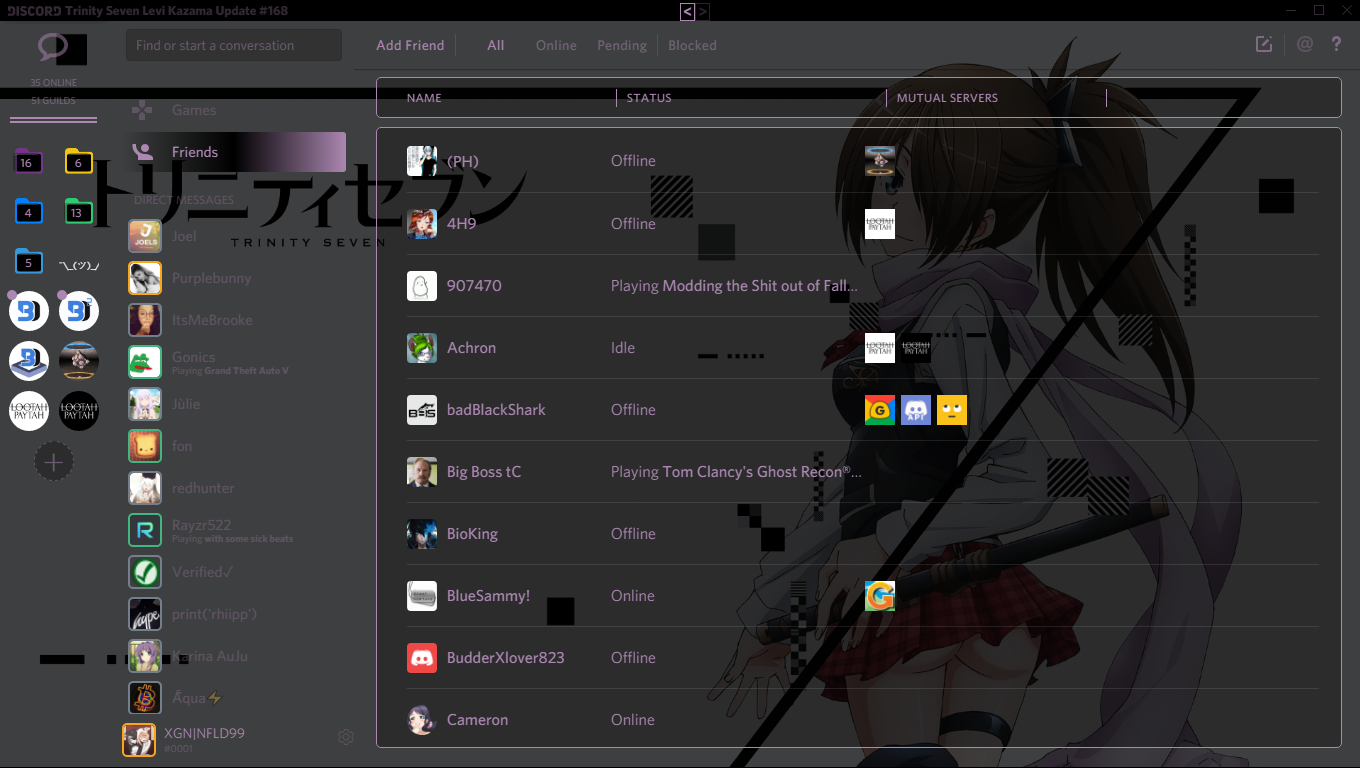 DISCORD Trinity Seven Levi Kazama Update #168
< >
Find or start a conversation
Add Friend All Online Pending Blocked
@ ?
35 ONLINE
51 GUILDS
NAME STATUS MUTUAL SERVERS
Games
Friends
16 6
4 13
5 ¯\_(ツ)_/
トリニティセブン
TRINITY SEVEN
DIRECT MESSAGES
Joel
JOELS
Purplebunny
ItsMeBrooke
Gonics
Playing Grand Theft Auto V
Jùlie
fon
redhunter
Rayzr522
Playing with some sick beats
Verified✓
print('rhiipp')
Karina AuJu
XGN|NFLD99
#0001
LOOTAH PAYTAH
LOOTAH PAYTAH
(PH) Offline
4H9 Offline
LOOTAH PAYTAH
907470 Playing Modding the Shit out of Fall...
Achron Idle
LOOTAH PAYTAH
LOOTAH PAYTAH
badBlackShark Offline
G API
Big Boss tC Playing Tom Clancy's Ghost Recon®...
BioKing Offline
BlueSammy! Online
G
BudderXlover823 Offline
Cameron Online